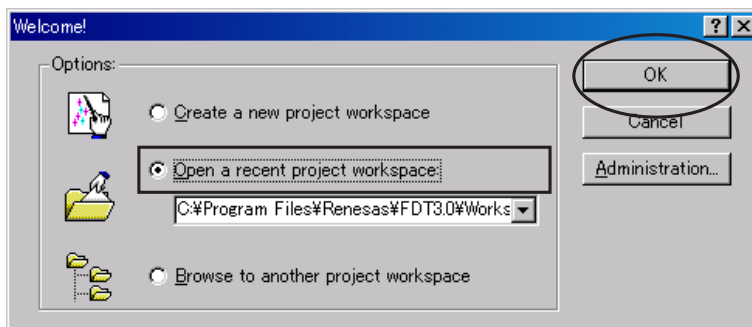 Welcome!
Options:
Create a new project workspace
Open a recent project workspace:
C:¥Program Files¥Renesas¥FDT3.0¥Works
Browse to another project workspace
OK
Cancel
Administration...